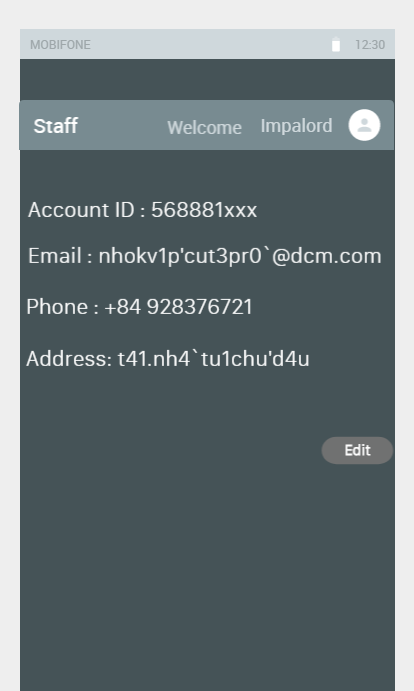 MOBIFONE 12:30
Staff Welcome Impalord
Account ID : 568881xxx
Email : nhokv1p'cut3pr0`@dcm.com
Phone : +84 928376721
Address: t41.nh4`tu1chu'd4u
Edit